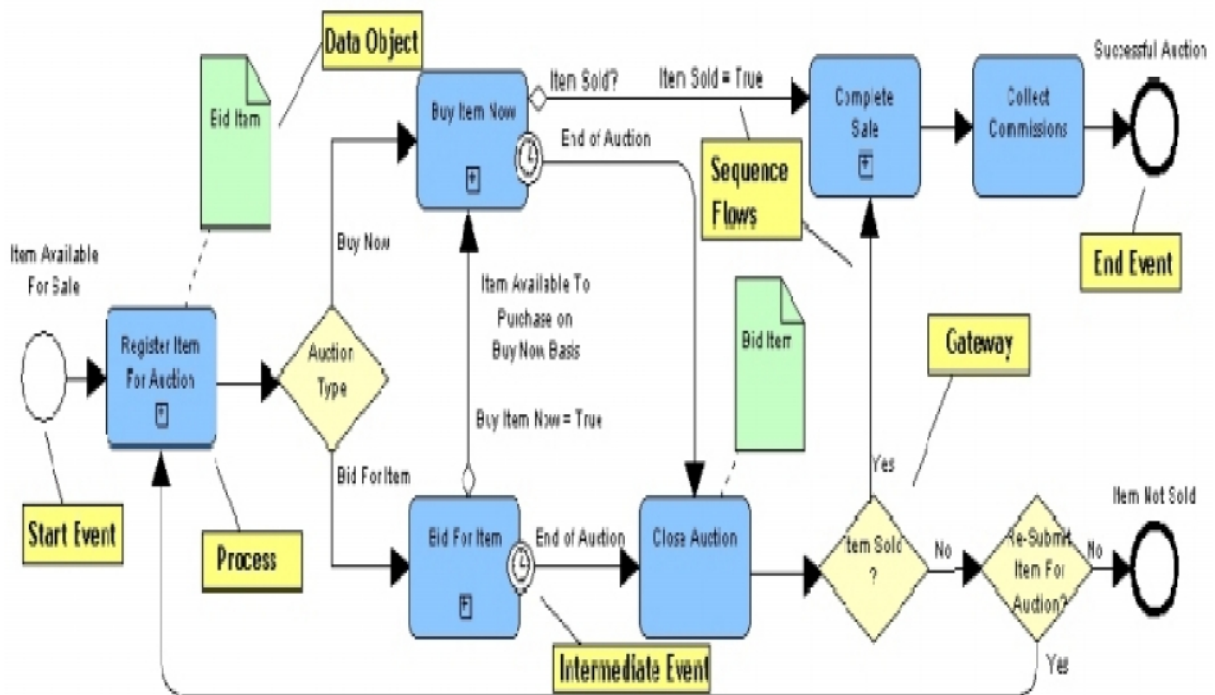 Data Object
Eid Item
Buy Item Now
Item Sold?
Item Sold = True
End of Auction
Complete
Sale
Collect
Commissions
Successful Auction
Sequence
Flows
End Event
Item Available
For Sale
Buy Now
Item Available To
Purchase on
Buy Now Basis
Buy Item Now = True
Bid Item
Gateway
Register Item
For Auction
Auction
Type
Bid For Item
Start Event
Process
Eid For Item
End of Auction
Close Auction
Yes
Item Sold
?
No
Re-Submit
Item For
Auction?
No
Item Not Sold
Yes
Intermediate Event